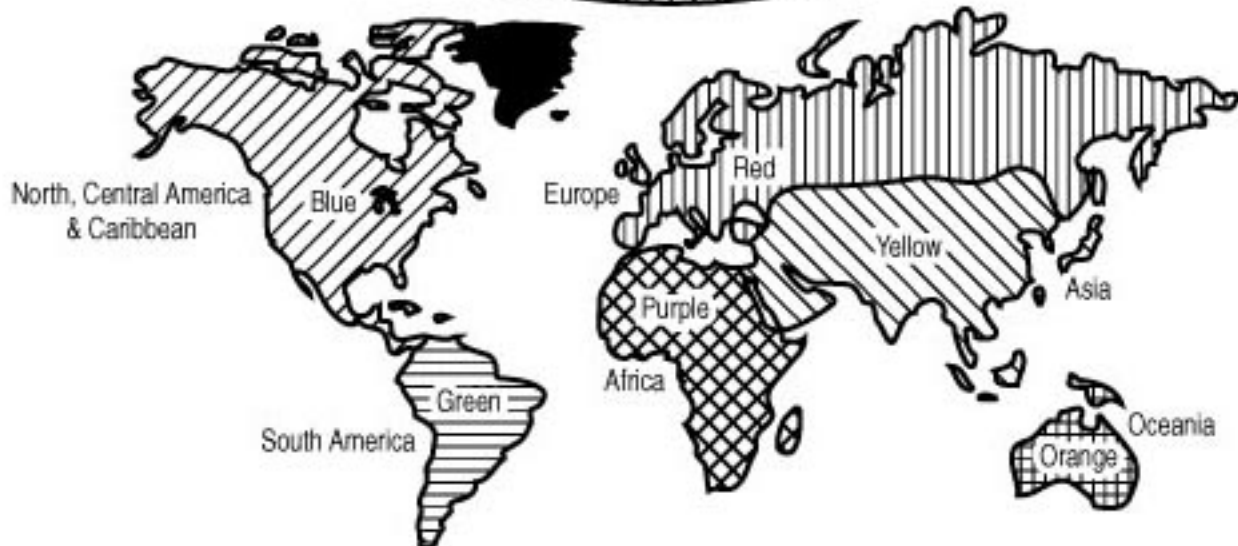 Red
Europe
North, Central America
& Caribbean
Blue
Yellow
Asia
Purple
Africa
Green
South America
Oceania
Orange